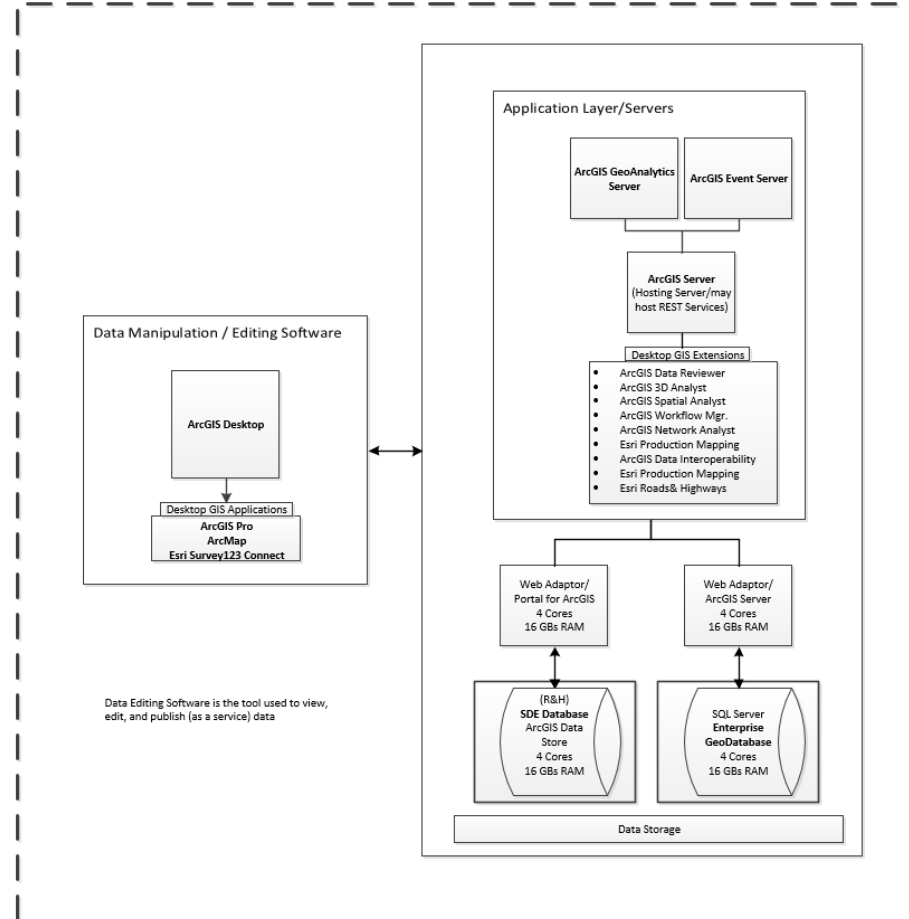 Application Layer/Servers
ArcGIS GeoAnalytics
Server
ArcGIS Event Server
ArcGIS Server
(Hosting Server/may
host REST Services)
Desktop GIS Extensions
• ArcGIS Data Reviewer
• ArcGIS 3D Analyst
• ArcGIS Spatial Analyst
• ArcGIS Workflow Mgr.
• ArcGIS Network Analyst
• Esri Production Mapping
• ArcGIS Data Interoperability
• Esri Production Mapping
• Esri Roads& Highways
Data Manipulation / Editing Software
ArcGIS Desktop
Desktop GIS Applications
ArcGIS Pro
ArcMap
Esri Survey123 Connect
Data Editing Software is the tool used to view,
edit, and publish (as a service) data
Web Adaptor/
Portal for ArcGIS
4 Cores
16 GBs RAM
Web Adaptor/
ArcGIS Server
4 Cores
16 GBs RAM
(R&H)
SDE Database
ArcGIS Data
Store
4 Cores
16 GBs RAM
SQL Server
Enterprise
GeoDatabase
4 Cores
16 GBs RAM
Data Storage